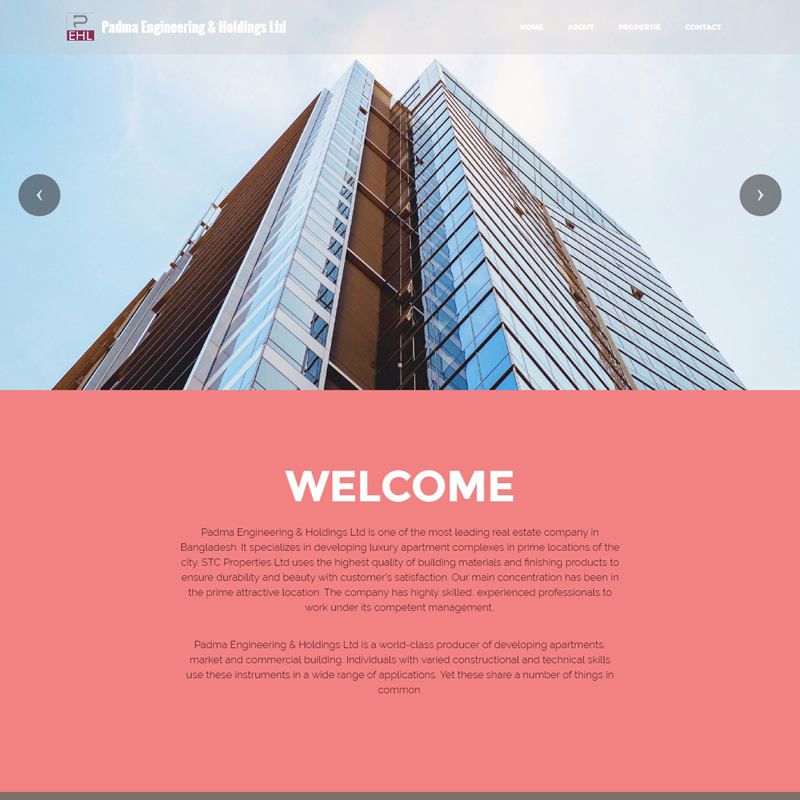 P
EHL
Padma Engineering & Holdings Ltd
HOME ABOUT PROPERTIE CONTACT
WELCOME
Padma Engineering & Holdings Ltd is one of the most leading real estate company in
Bangladesh. It specializes in developing luxury apartment complexes in prime locations of the
city. STC Properties Ltd uses the highest quality of building materials and finishing products to
ensure durability and beauty with customer's satisfaction. Our main concentration has been in
the prime attractive location. The company has highly skilled, experienced professionals to
work under its competent management.
Padma Engineering & Holdings Ltd is a world-class producer of developing apartments,
market and commercial building. Individuals with varied constructional and technical skills
use these instruments in a wide range of applications. Yet these share a number of things in
common.